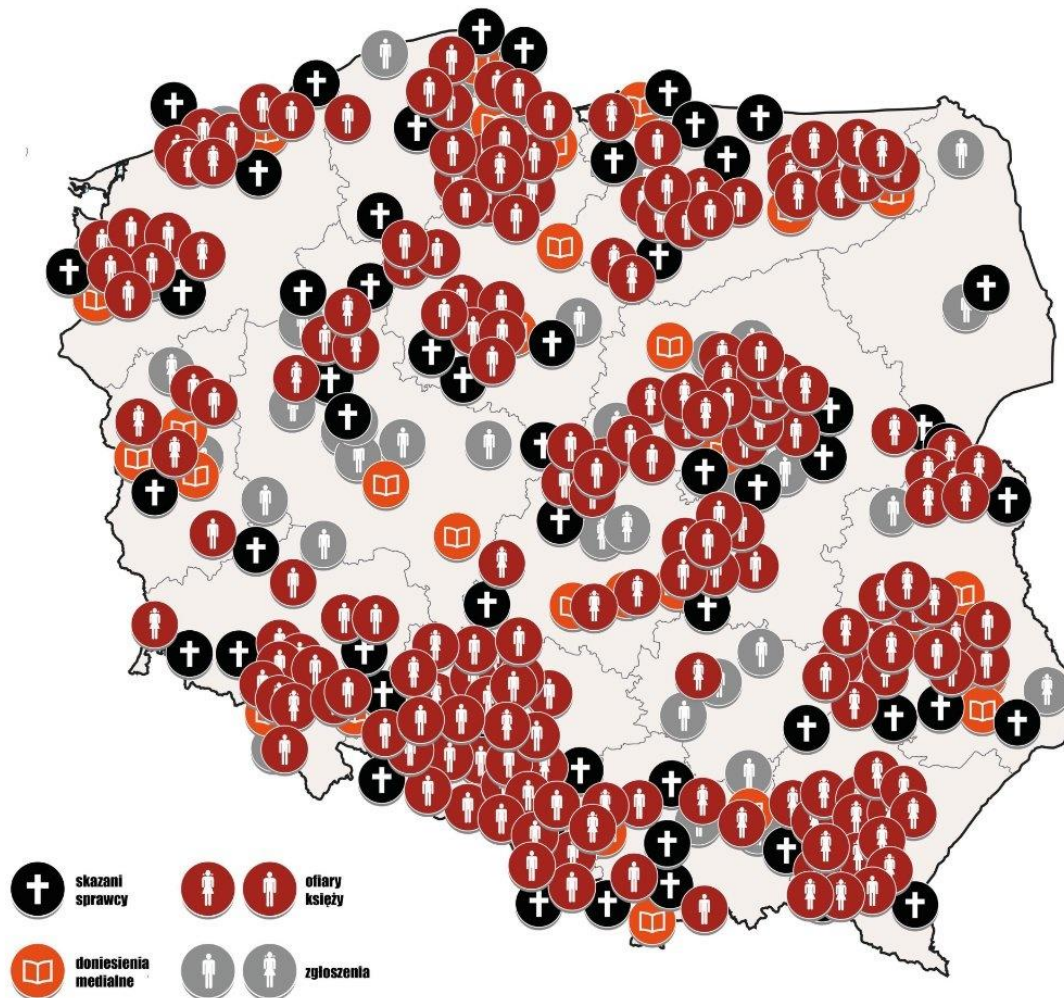 skazani
sprawcy
ofiary
księży
doniesienia
medialne
zgłoszenia